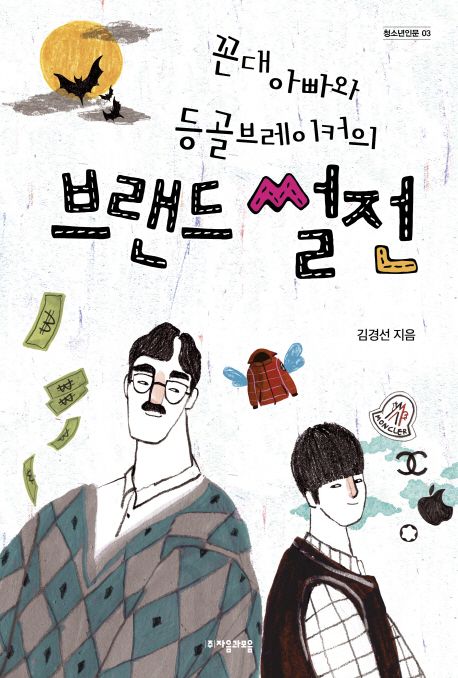 청소년인문 03
꼰대 아빠와
등골브레이커의
브랜드 썰전
김경선 지음
₩
₩
₩
MONCLER
㈜자음과모음